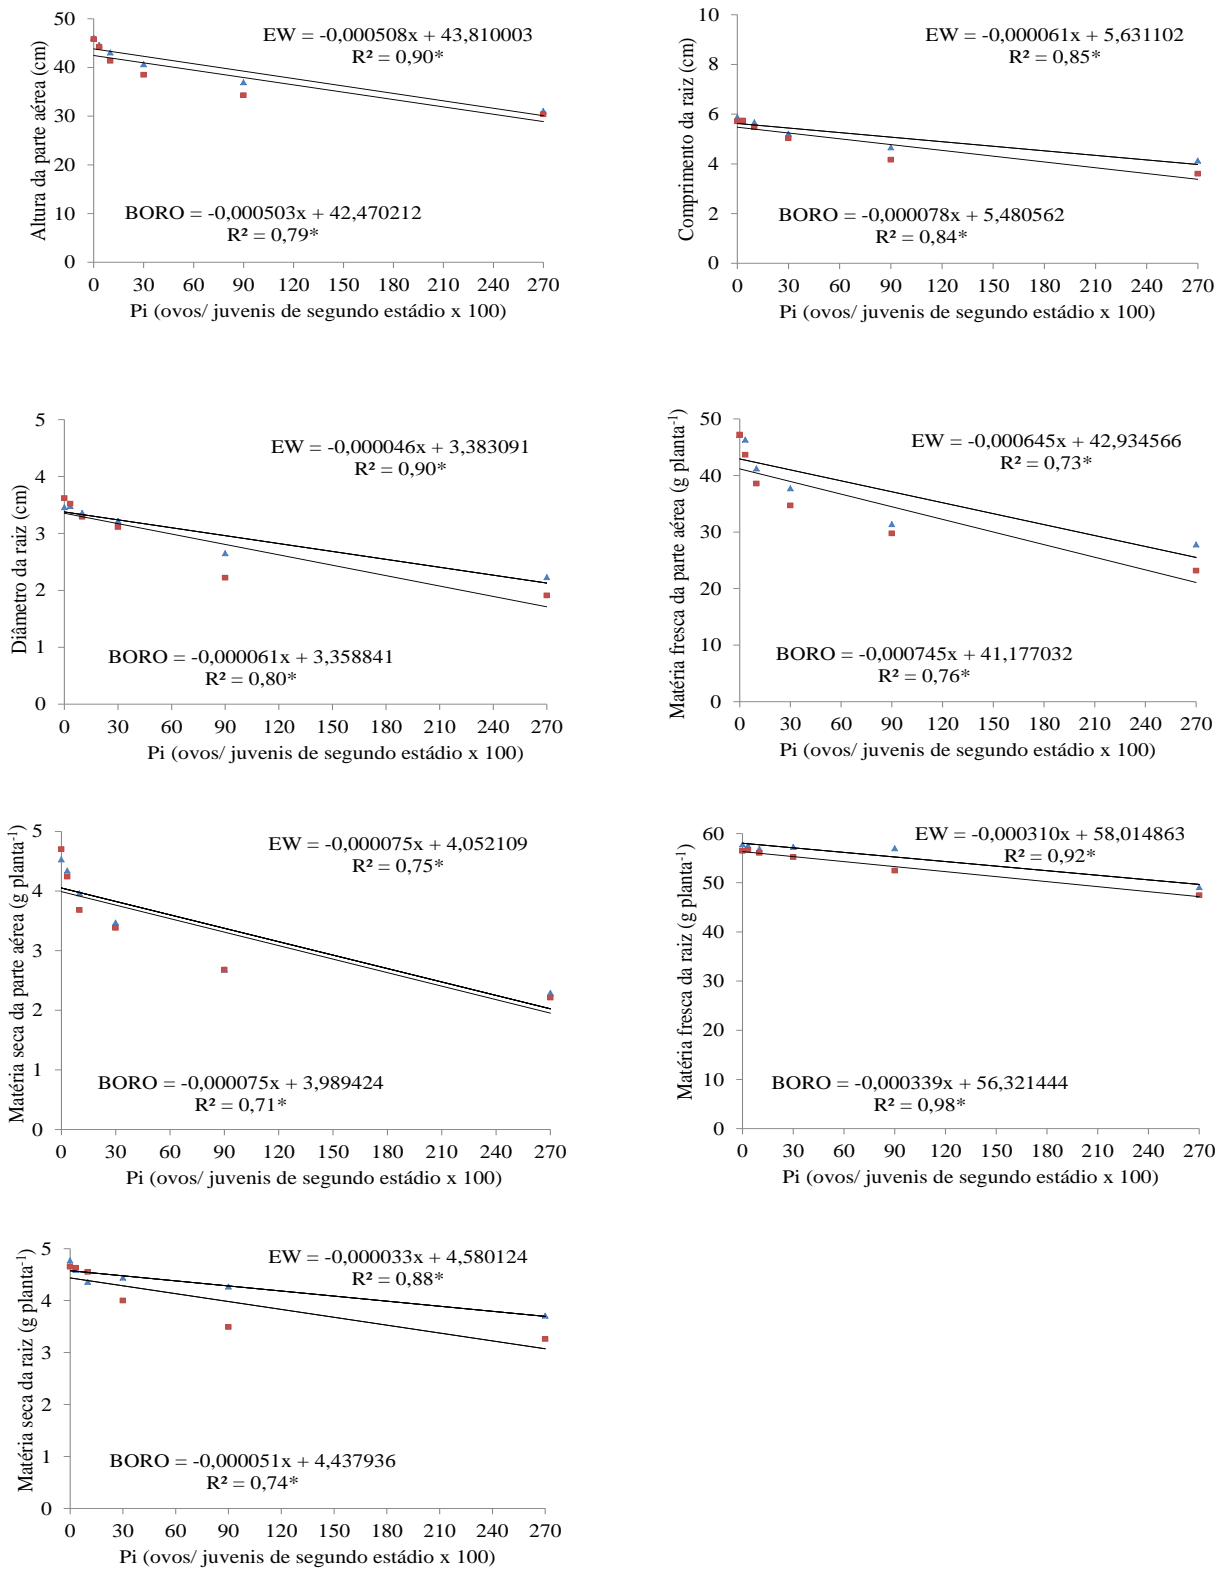 Altura da parte aérea (cm)
50
40
30
20
10
0
EW = -0,000508x + 43,810003
R² = 0,90*
BORO = -0,000503x + 42,470212
R² = 0,79*
0 30 60 90 120 150 180 210 240 270
Pi (ovos/ juvenis de segundo estádio x 100)
Comprimento da raiz (cm)
10
8
6
4
2
0
EW = -0,000061x + 5,631102
R² = 0,85*
BORO = -0,000078x + 5,480562
R² = 0,84*
0 30 60 90 120 150 180 210 240 270
Pi (ovos/ juvenis de segundo estádio x 100)
Diâmetro da raiz (cm)
5
4
3
2
1
0
EW = -0,000046x + 3,383091
R² = 0,90*
BORO = -0,000061x + 3,358841
R² = 0,80*
0 30 60 90 120 150 180 210 240 270
Pi (ovos/ juvenis de segundo estádio x 100)
Matéria fresca da parte aérea (g planta⁻¹)
50
40
30
20
10
0
EW = -0,000645x + 42,934566
R² = 0,73*
BORO = -0,000745x + 41,177032
R² = 0,76*
0 30 60 90 120 150 180 210 240 270
Pi (ovos/ juvenis de segundo estádio x 100)
Matéria seca da parte aérea (g planta⁻¹)
5
4
3
2
1
0
EW = -0,000075x + 4,052109
R² = 0,75*
BORO = -0,000075x + 3,989424
R² = 0,71*
0 30 60 90 120 150 180 210 240 270
Pi (ovos/ juvenis de segundo estádio x 100)
Matéria fresca da raiz (g planta⁻¹)
60
50
40
30
20
10
0
EW = -0,000310x + 58,014863
R² = 0,92*
BORO = -0,000339x + 56,321444
R² = 0,98*
0 30 60 90 120 150 180 210 240 270
Pi (ovos/ juvenis de segundo estádio x 100)
Matéria seca da raiz (g planta⁻¹)
5
4
3
2
1
0
EW = -0,000033x + 4,580124
R² = 0,88*
BORO = -0,000051x + 4,437936
R² = 0,74*
0 30 60 90 120 150 180 210 240 270
Pi (ovos/ juvenis de segundo estádio x 100)